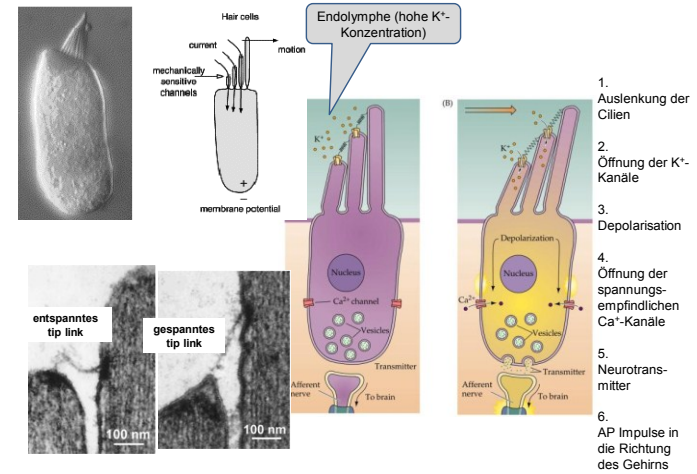 Hair cells
current
motion
mechanically
sensitive
channels
+
–
membrane potential
Endolymphe (hohe K⁺-
Konzentration)
K⁺
Nucleus
Ca²⁺ channel
Vesicles
Transmitter
Afferent
nerve
To brain
(B)
K⁺
Depolarization
Nucleus
Ca²⁺
Vesicles
Transmitter
Afferent
nerve
To brain
entspanntes
tip link
100 nm
gespanntes
tip link
100 nm
1.
Auslenkung der
Cilien
2.
Öffnung der K⁺-
Kanäle
3.
Depolarisation
4.
Öffnung der
spannungs-
empfindlichen
Ca⁺-Kanäle
5.
Neurotrans-
mitter
6.
AP Impulse in
die Richtung
des Gehirns